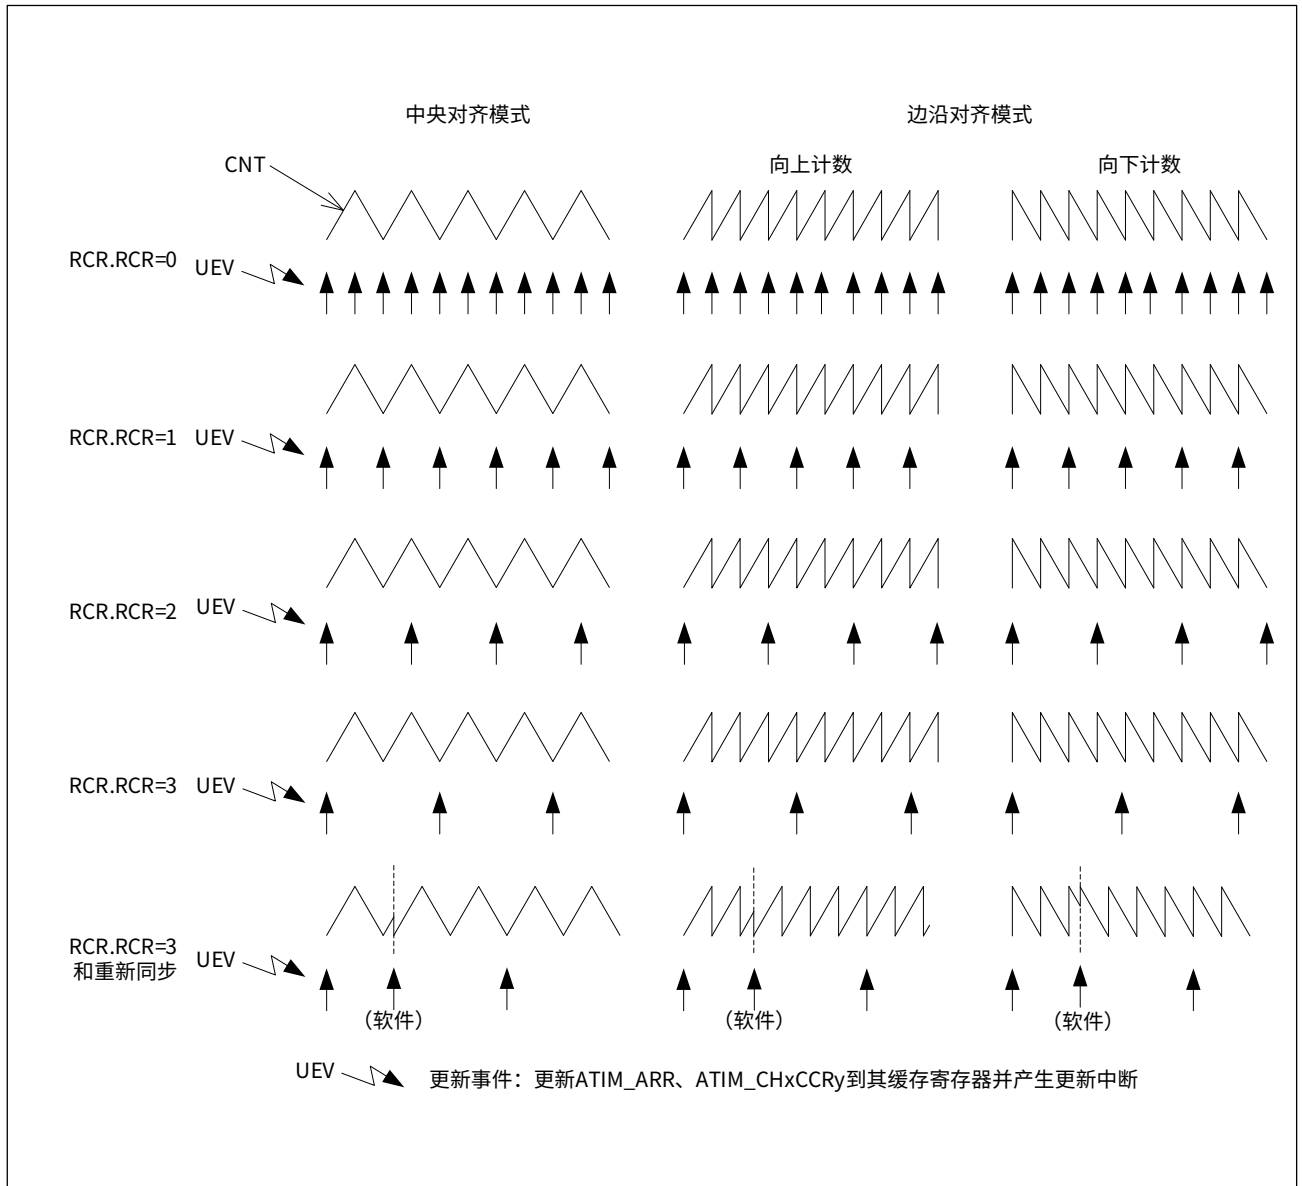 中央对齐模式
边沿对齐模式
CNT
向上计数
向下计数
RCR.RCR=0 UEV
RCR.RCR=1 UEV
RCR.RCR=2 UEV
RCR.RCR=3 UEV
RCR.RCR=3
和重新同步
UEV
（软件）
（软件）
（软件）
UEV
更新事件：更新ATIM_ARR、ATIM_CHxCCRy到其缓存寄存器并产生更新中断